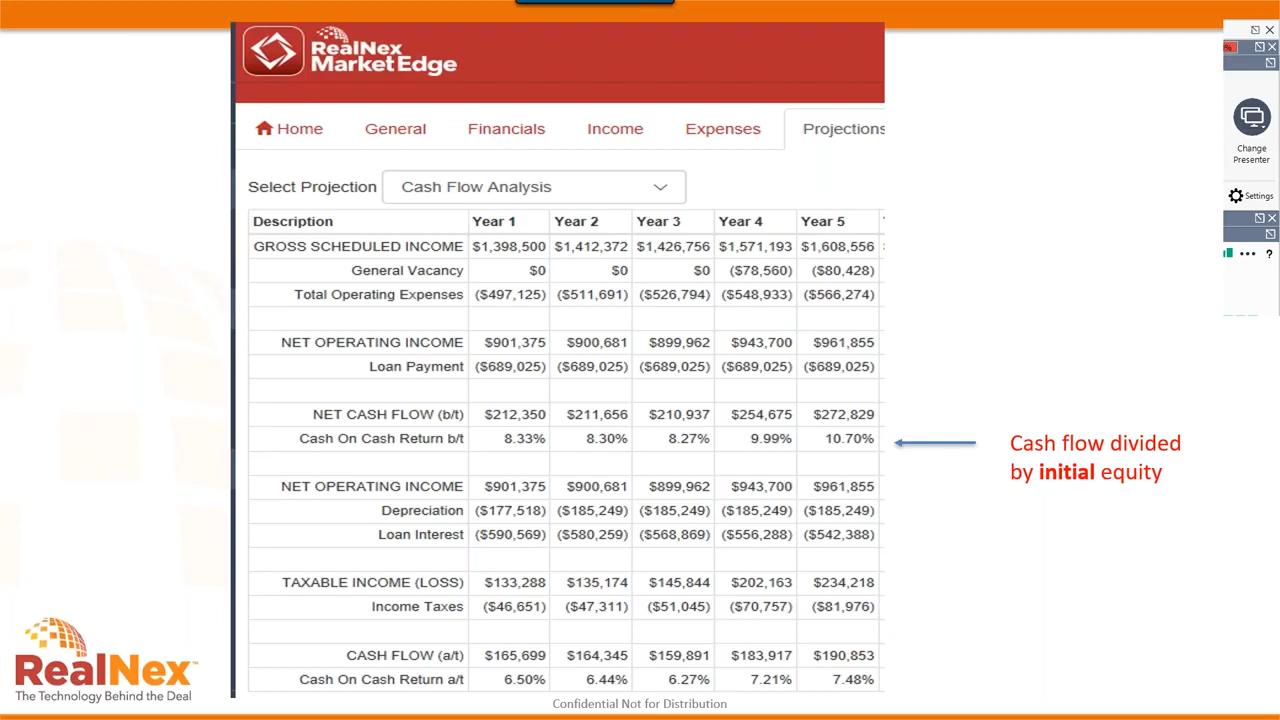 RealNex
MarketEdge
Home General Financials Income Expenses Projections
Select Projection Cash Flow Analysis
Description Year 1 Year 2 Year 3 Year 4 Year 5
GROSS SCHEDULED INCOME $1,398,500 $1,412,372 $1,426,756 $1,571,193 $1,608,556
General Vacancy $0 $0 $0 ($78,560) ($80,428)
Total Operating Expenses ($497,125) ($511,691) ($526,794) ($548,933) ($566,274)
NET OPERATING INCOME $901,375 $900,681 $899,962 $943,700 $961,855
Loan Payment ($689,025) ($689,025) ($689,025) ($689,025) ($689,025)
NET CASH FLOW (b/t) $212,350 $211,656 $210,937 $254,675 $272,829
Cash On Cash Return b/t 8.33% 8.30% 8.27% 9.99% 10.70%
NET OPERATING INCOME $901,375 $900,681 $899,962 $943,700 $961,855
Depreciation ($177,518) ($185,249) ($185,249) ($185,249) ($185,249)
Loan Interest ($590,569) ($580,259) ($568,869) ($556,288) ($542,388)
TAXABLE INCOME (LOSS) $133,288 $135,174 $145,844 $202,163 $234,218
Income Taxes ($46,651) ($47,311) ($51,045) ($70,757) ($81,976)
CASH FLOW (a/t) $165,699 $164,345 $159,891 $183,917 $190,853
Cash On Cash Return a/t 6.50% 6.44% 6.27% 7.21% 7.48%
Cash flow divided
by initial equity
%
Change
Presenter
Settings
?
RealNex™
The Technology Behind the Deal
Confidential Not for Distribution